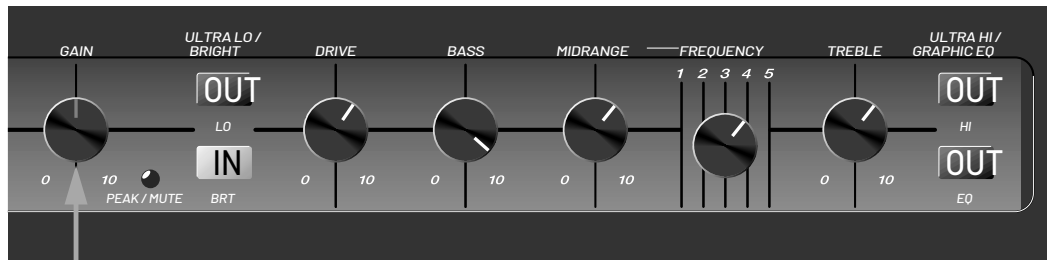 GAIN
ULTRA LO /
BRIGHT
DRIVE
BASS
MIDRANGE
FREQUENCY
TREBLE
ULTRA HI /
GRAPHIC EQ
1 2 3 4 5
OUT
LO
IN
BRT
OUT
HI
OUT
EQ
0 10
PEAK / MUTE
0 10
0 10
0 10
0 10